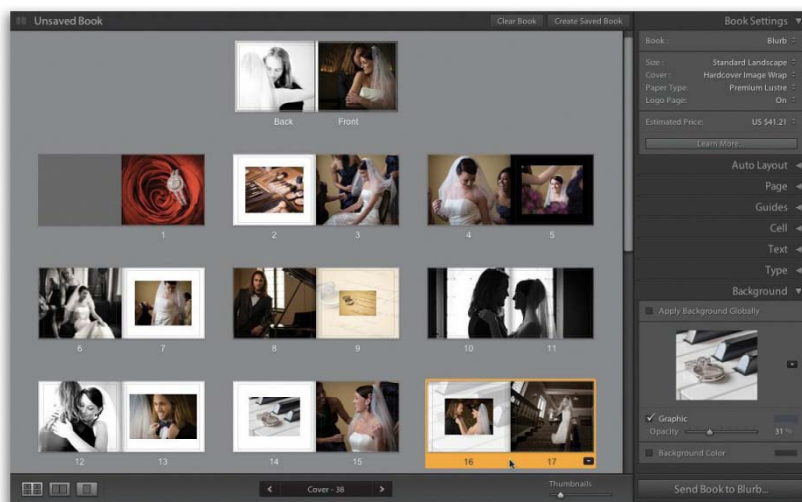 Unsaved Book
Clear Book
Create Saved Book
Back
Front
1
2
3
4
5
6
7
8
9
10
11
12
13
14
15
16
17
Cover - 38
Thumbnails
Book Settings
Book :
Blurb
Size :
Standard Landscape
Cover :
Hardcover Image Wrap
Paper Type:
Premium Lustre
Logo Page:
On
Estimated Price:
US $41.21
Learn More...
Auto Layout
Page
Guides
Cell
Text
Type
Background
Apply Background Globally
Graphic
Opacity
31 %
Background Color
Send Book to Blurb...